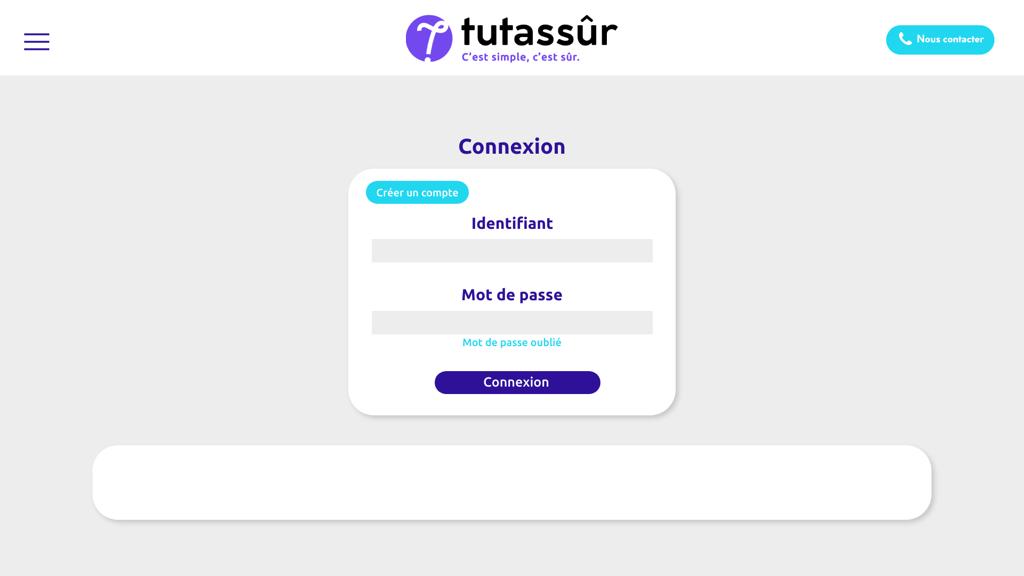 tutassûr
C'est simple, c'est sûr.
Nous contacter
Connexion
Créer un compte
Identifiant
Mot de passe
Mot de passe oublié
Connexion